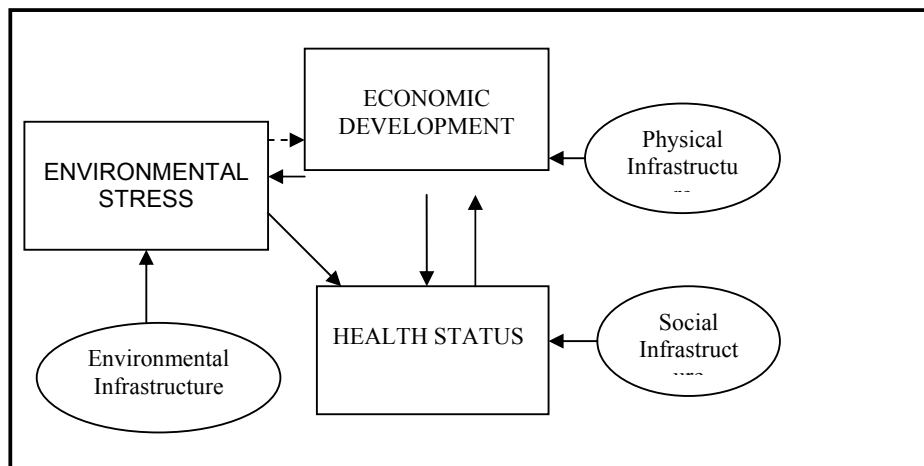 ECONOMIC
DEVELOPMENT
ENVIRONMENTAL
STRESS
Physical
Infrastructu
HEALTH STATUS
Social
Infrastruct
Environmental
Infrastructure